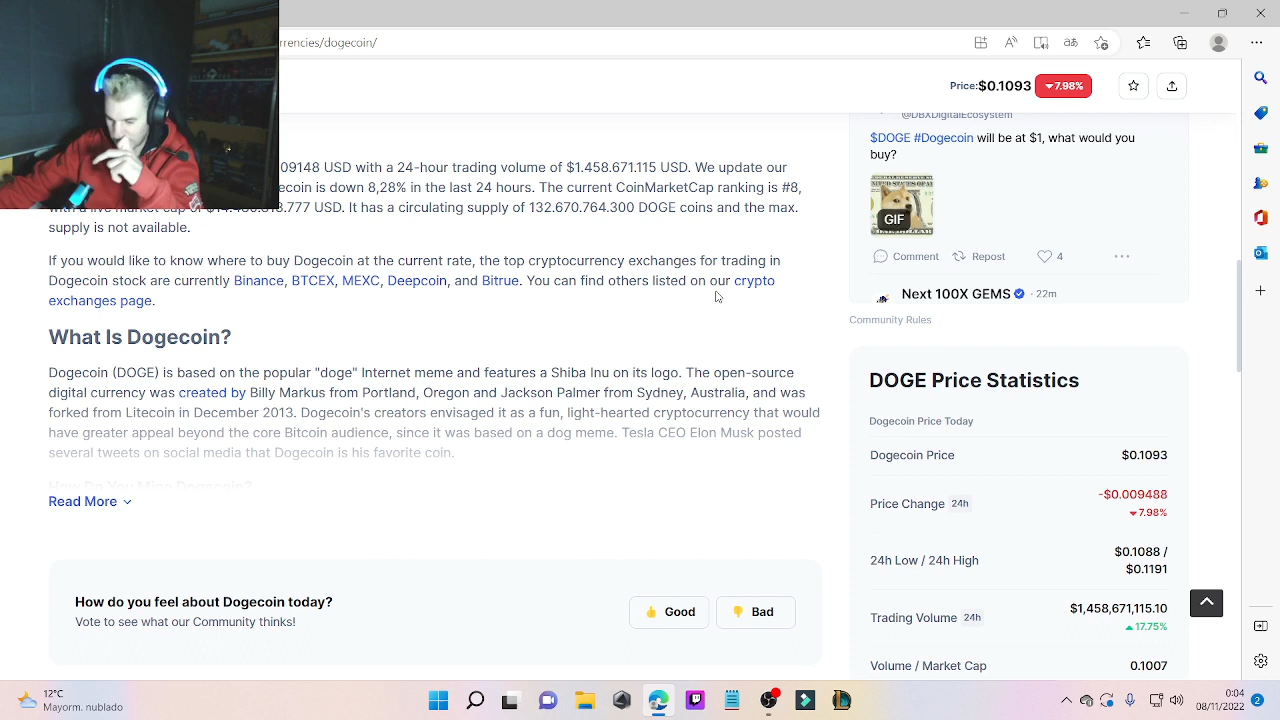 rrencies/dogecoin/
Price:$0.1093 7.98%
@DBXDigitalEcosystem
$DOGE #Dogecoin will be at $1, what would you
buy?
GIF
Comment Repost 4
Next 100X GEMS · 22m
Community Rules
09148 USD with a 24-hour trading volume of $1.458.671.115 USD. We update our
ecoin is down 8,28% in the last 24 hours. The current CoinMarketCap ranking is #8,
.777 USD. It has a circulating supply of 132.670.764.300 DOGE coins and the max.
supply is not available.
If you would like to know where to buy Dogecoin at the current rate, the top cryptocurrency exchanges for trading in
Dogecoin stock are currently Binance, BTCEX, MEXC, Deepcoin, and Bitrue. You can find others listed on our crypto
exchanges page.
What Is Dogecoin?
Dogecoin (DOGE) is based on the popular "doge" Internet meme and features a Shiba Inu on its logo. The open-source
digital currency was created by Billy Markus from Portland, Oregon and Jackson Palmer from Sydney, Australia, and was
forked from Litecoin in December 2013. Dogecoin's creators envisaged it as a fun, light-hearted cryptocurrency that would
have greater appeal beyond the core Bitcoin audience, since it was based on a dog meme. Tesla CEO Elon Musk posted
several tweets on social media that Dogecoin is his favorite coin.
How Do You Mine Dogecoin?
Read More
How do you feel about Dogecoin today?
Vote to see what our Community thinks!
Good
Bad
DOGE Price Statistics
Dogecoin Price Today
Dogecoin Price $0.1093
Price Change 24h -$0.009488
7.98%
24h Low / 24h High $0.1088 /
$0.1191
Trading Volume 24h $1,458,671,115.10
17.75%
Volume / Market Cap 0.1007
12°C
Mayorm. nublado
0:04
08/11/202
2